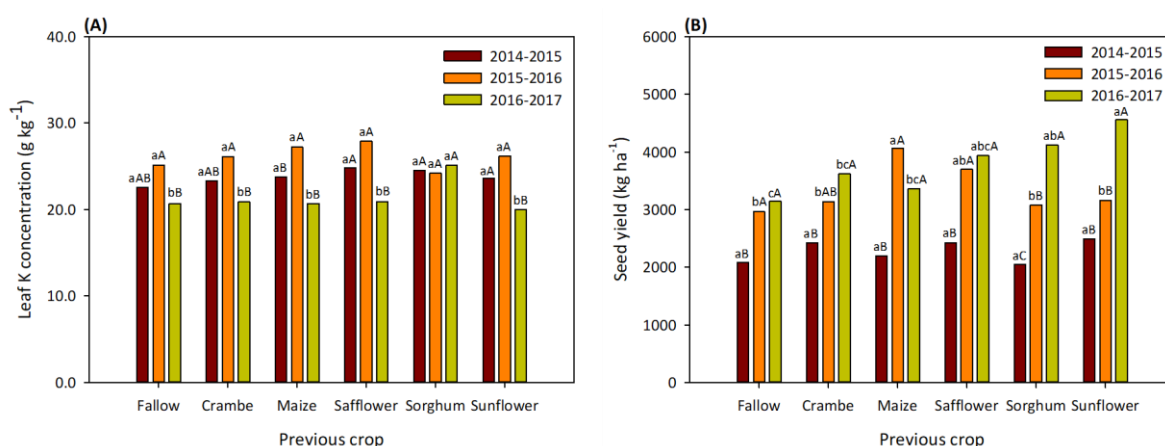 (A)
40.0
30.0
20.0
10.0
0.0
Leaf K concentration (g kg⁻¹)
2014-2015
2015-2016
2016-2017
aAB aA bB
aAB aA bB
aB aA bB
aA aA bB
aA aA aA
aA aA bB
Fallow Crambe Maize Safflower Sorghum Sunflower
Previous crop
(B)
6000
5000
4000
3000
2000
1000
0
Seed yield (kg ha⁻¹)
2014-2015
2015-2016
2016-2017
aB bA cA
aB bAB bcA
aB aA bcA
aB abA abcA
aC bB abA
aB bB aA
Fallow Crambe Maize Safflower Sorghum Sunflower
Previous crop